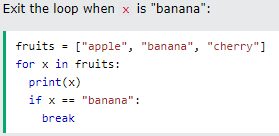 Exit the loop when x is "banana":
fruits = ["apple", "banana", "cherry"]
for x in fruits:
  print(x)
  if x == "banana":
    break